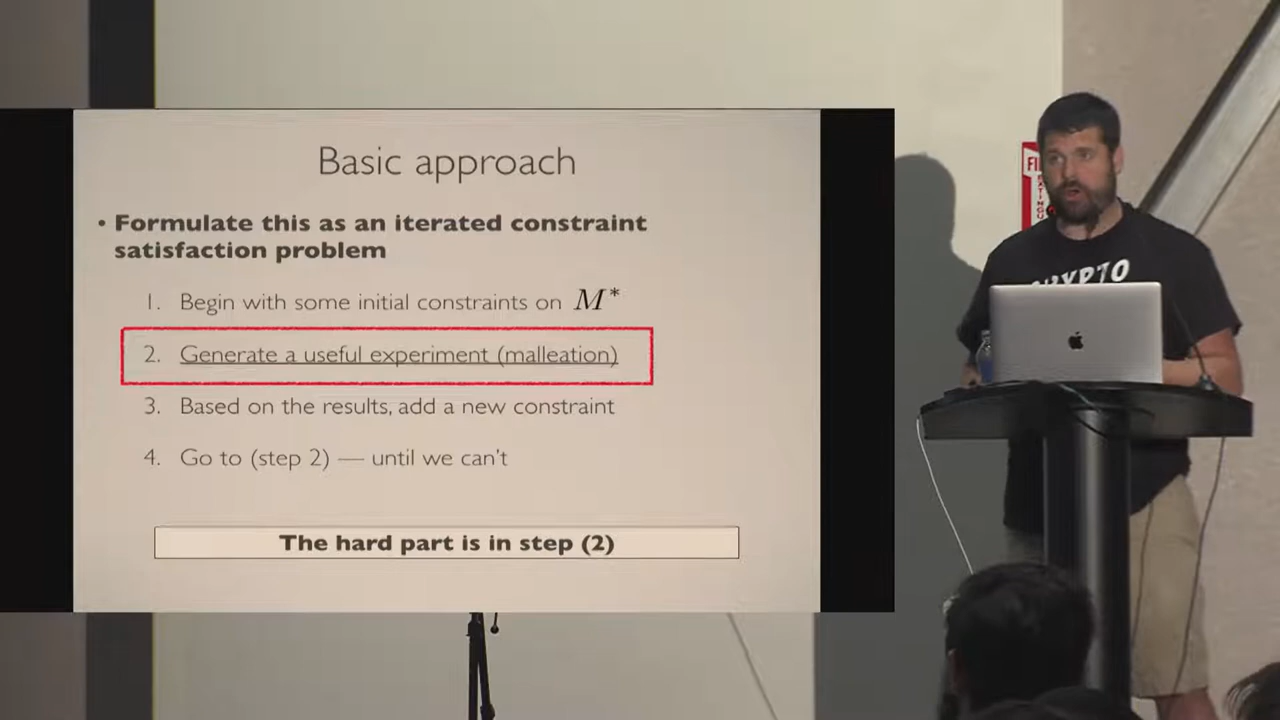 Basic approach
• Formulate this as an iterated constraint
satisfaction problem
1. Begin with some initial constraints on M*
2. Generate a useful experiment (malleation)
3. Based on the results, add a new constraint
4. Go to (step 2) — until we can't
The hard part is in step (2)